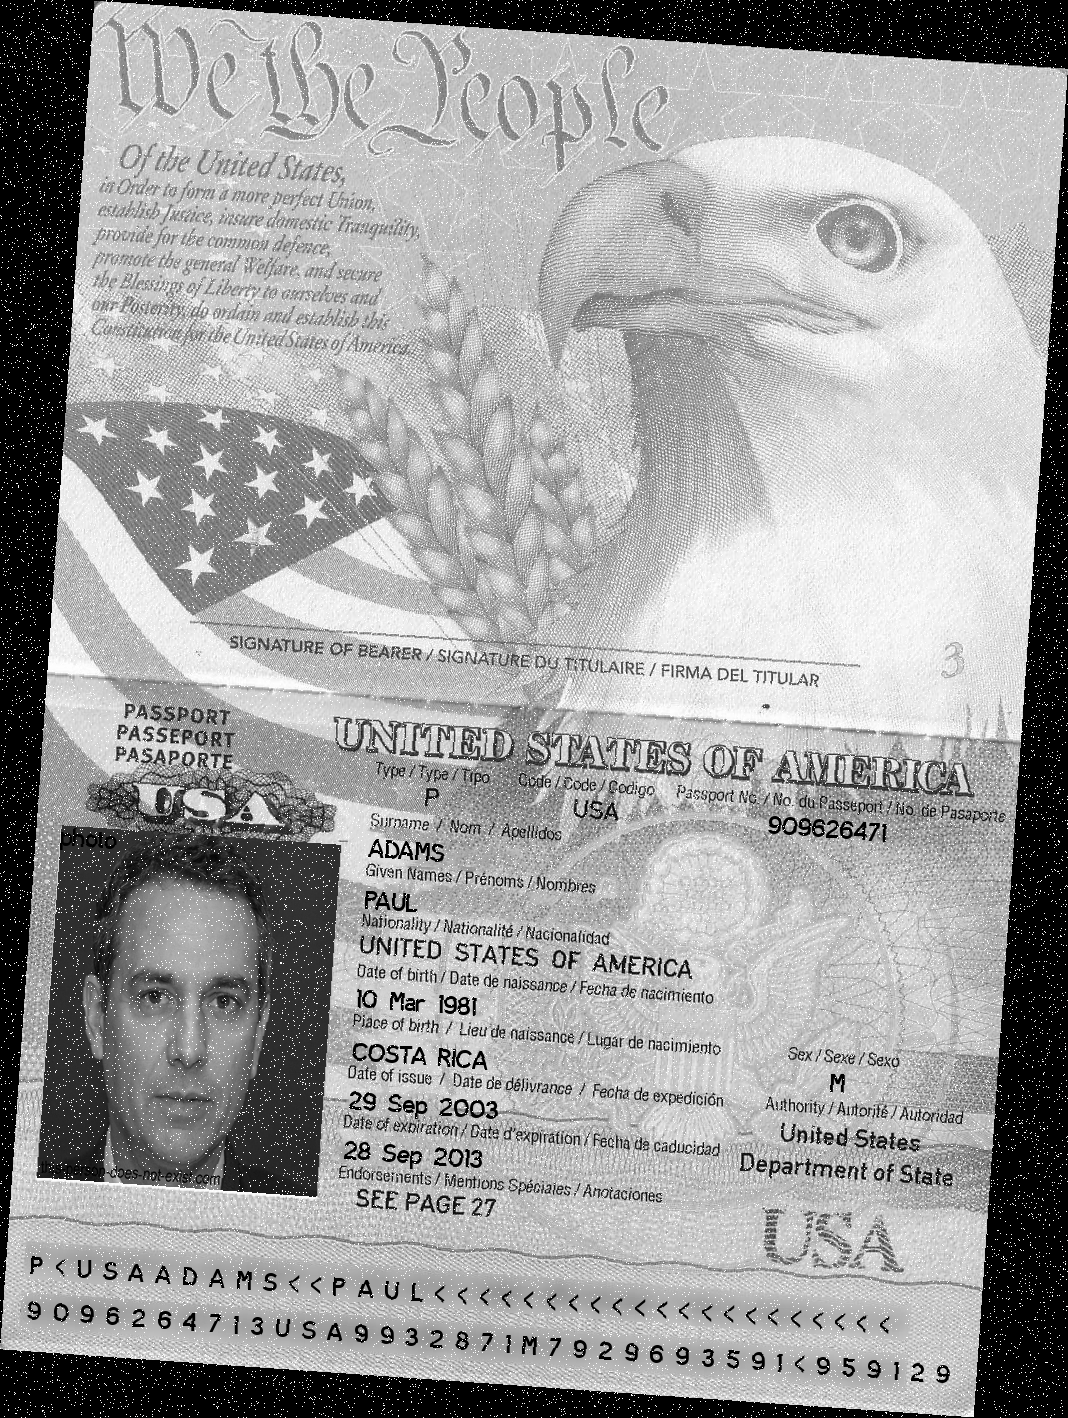 We the People
Of the United States,
in Order to form a more perfect Union,
establish Justice, insure domestic Tranquility,
provide for the common defence,
promote the general Welfare, and secure
the Blessings of Liberty to ourselves and
our Posterity, do ordain and establish this
Constitution for the United States of America.
SIGNATURE OF BEARER / SIGNATURE DU TITULAIRE / FIRMA DEL TITULAR
3
PASSPORT
PASSEPORT
PASAPORTE
USA
UNITED STATES OF AMERICA
Type / Type / Tipo Code / Code / Codigo Passport No. / No. du Passeport / No. de Pasaporte
P USA 909626471
Surname / Nom / Apellidos
ADAMS
Given Names / Prénoms / Nombres
PAUL
Nationality / Nationalité / Nacionalidad
UNITED STATES OF AMERICA
Date of birth / Date de naissance / Fecha de nacimiento
10 Mar 1981
Place of birth / Lieu de naissance / Lugar de nacimiento
COSTA RICA
Sex / Sexe / Sexo
M
Date of issue / Date de délivrance / Fecha de expedición
29 Sep 2003
Authority / Autorité / Autoridad
United States
Department of State
Date of expiration / Date d'expiration / Fecha de caducidad
28 Sep 2013
Endorsements / Mentions Spéciales / Anotaciones
SEE PAGE 27
USA
photo
P<USAADAMS<<PAUL<<<<<<<<<<<<<<<<<<<<
9096264713USA9932871M7929693591<959129